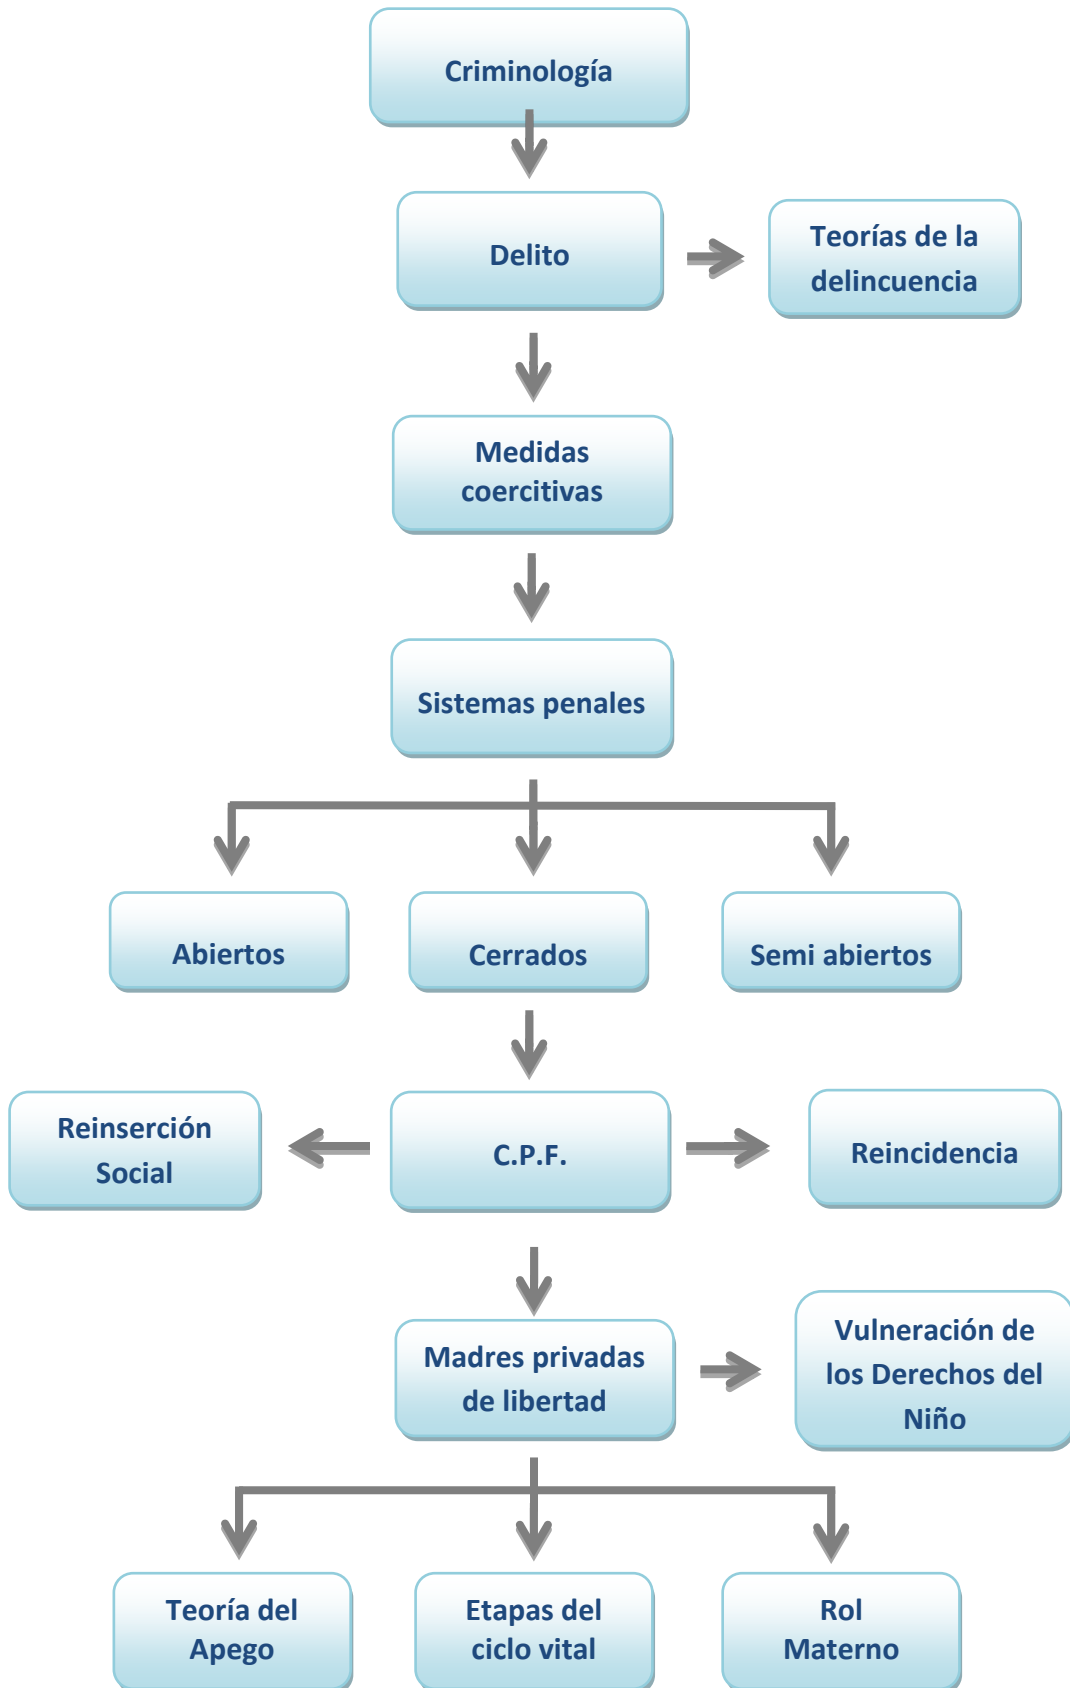 Criminología
Delito
Teorías de la
delincuencia
Medidas
coercitivas
Sistemas penales
Abiertos
Cerrados
Semi abiertos
Reinserción
Social
C.P.F.
Reincidencia
Madres privadas
de libertad
Vulneración de
los Derechos del
Niño
Teoría del
Apego
Etapas del
ciclo vital
Rol
Materno